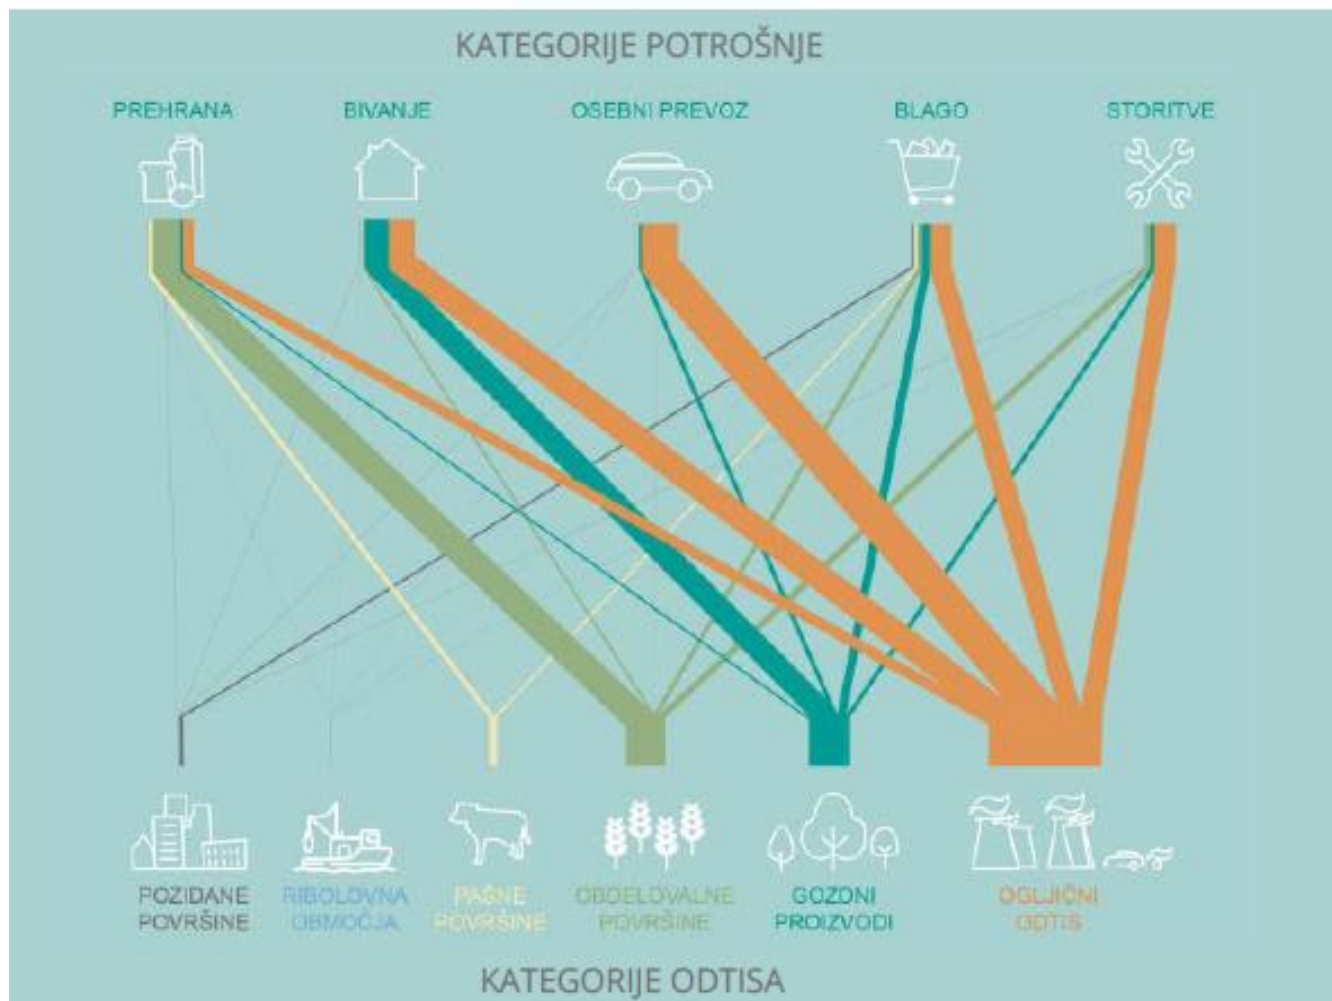 KATEGORIJE POTROŠNJE
PREHRANA
BIVANJE
OSEBNI PREVOZ
BLAGO
STORITVE
POZIDANE
POVRŠINE
RIBOLOVNA
OBMOČJA
PAŠNE
POVRŠINE
OBDELOVALNE
POVRŠINE
GOZDNI
PROIZVODI
OGLJIČNI
ODTIS
KATEGORIJE ODTISA